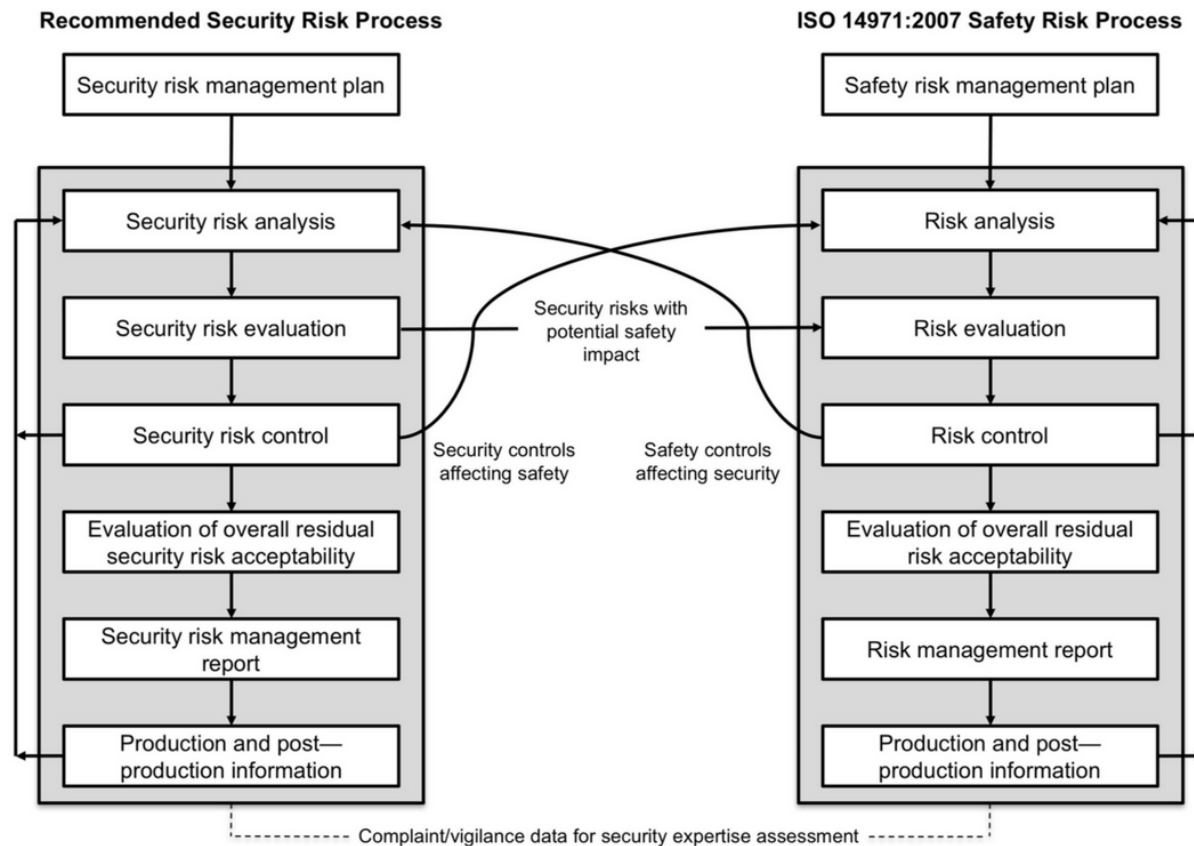 Recommended Security Risk Process
ISO 14971:2007 Safety Risk Process
Security risk management plan
Safety risk management plan
Security risk analysis
Risk analysis
Security risk evaluation
Security risks with
potential safety
impact
Risk evaluation
Security risk control
Security controls
affecting safety
Safety controls
affecting security
Risk control
Evaluation of overall residual
security risk acceptability
Evaluation of overall residual
risk acceptability
Security risk management
report
Risk management report
Production and post—
production information
Production and post—
production information
Complaint/vigilance data for security expertise assessment